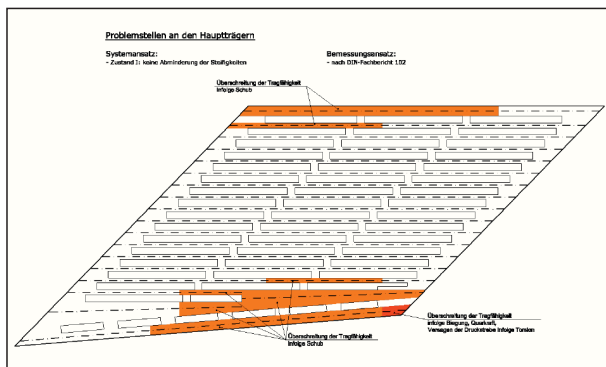 Problemstellen an den Hauptträgern
Systemansatz:
- Zustand I: keine Abminderung der Steifigkeiten
Bemessungsansatz:
- nach DIN-Fachbericht 102
Überschreitung der Tragfähigkeit
infolge Schub
Überschreitung der Tragfähigkeit
infolge Schub
Überschreitung der Tragfähigkeit
infolge Biegung, Querkraft,
Versagen der Druckstrebe infolge Torsion